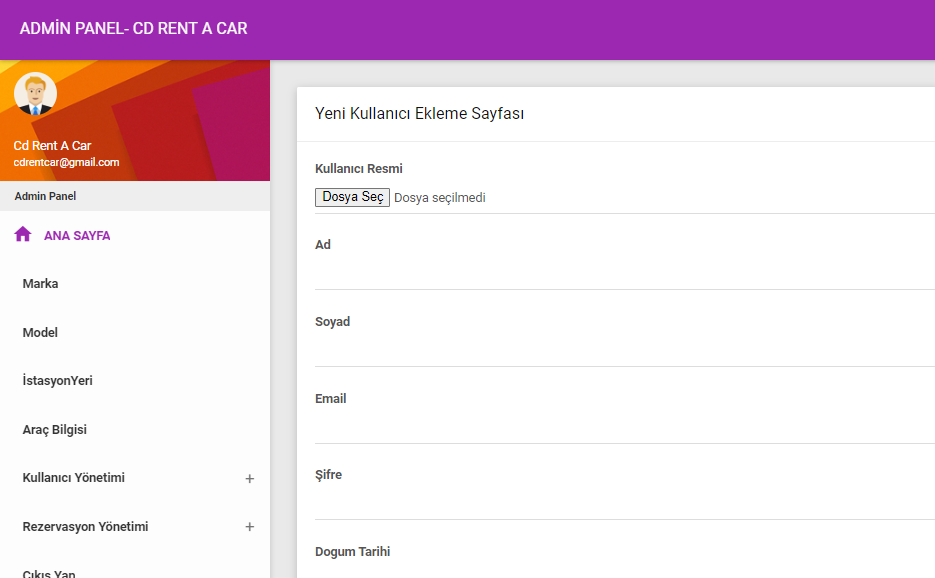 ADMİN PANEL- CD RENT A CAR
Cd Rent A Car
cdrentcar@gmail.com
Admin Panel
ANA SAYFA
Marka
Model
İstasyonYeri
Araç Bilgisi
Kullanıcı Yönetimi +
Rezervasyon Yönetimi +
Çıkış Yap
Yeni Kullanıcı Ekleme Sayfası
Kullanıcı Resmi
Dosya Seç Dosya seçilmedi
Ad
Soyad
Email
Şifre
Dogum Tarihi